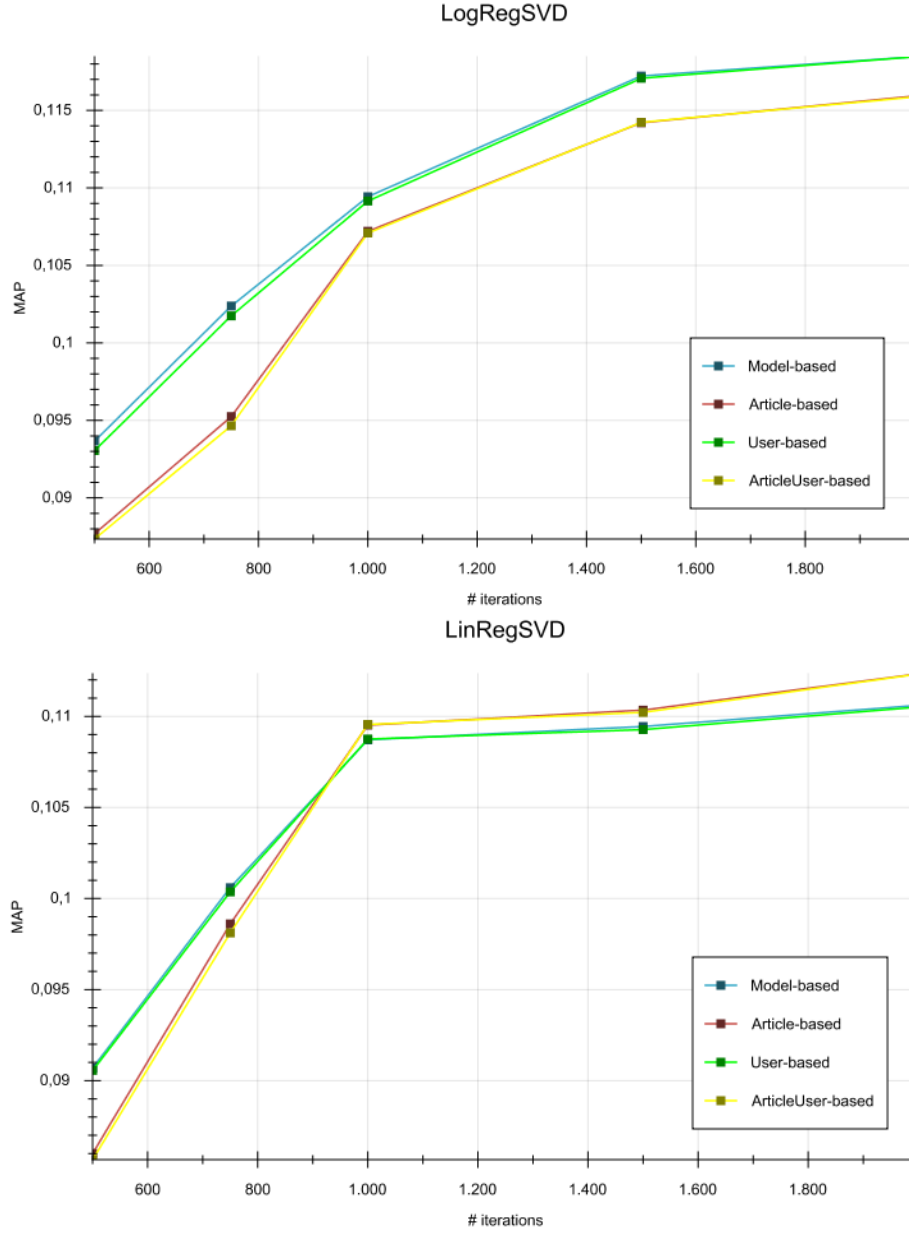 LogRegSVD
0,115
0,11
0,105
0,1
0,095
0,09
MAP
Model-based
Article-based
User-based
ArticleUser-based
600 800 1.000 1.200 1.400 1.600 1.800
# iterations
LinRegSVD
0,11
0,105
0,1
0,095
0,09
MAP
Model-based
Article-based
User-based
ArticleUser-based
600 800 1.000 1.200 1.400 1.600 1.800
# iterations